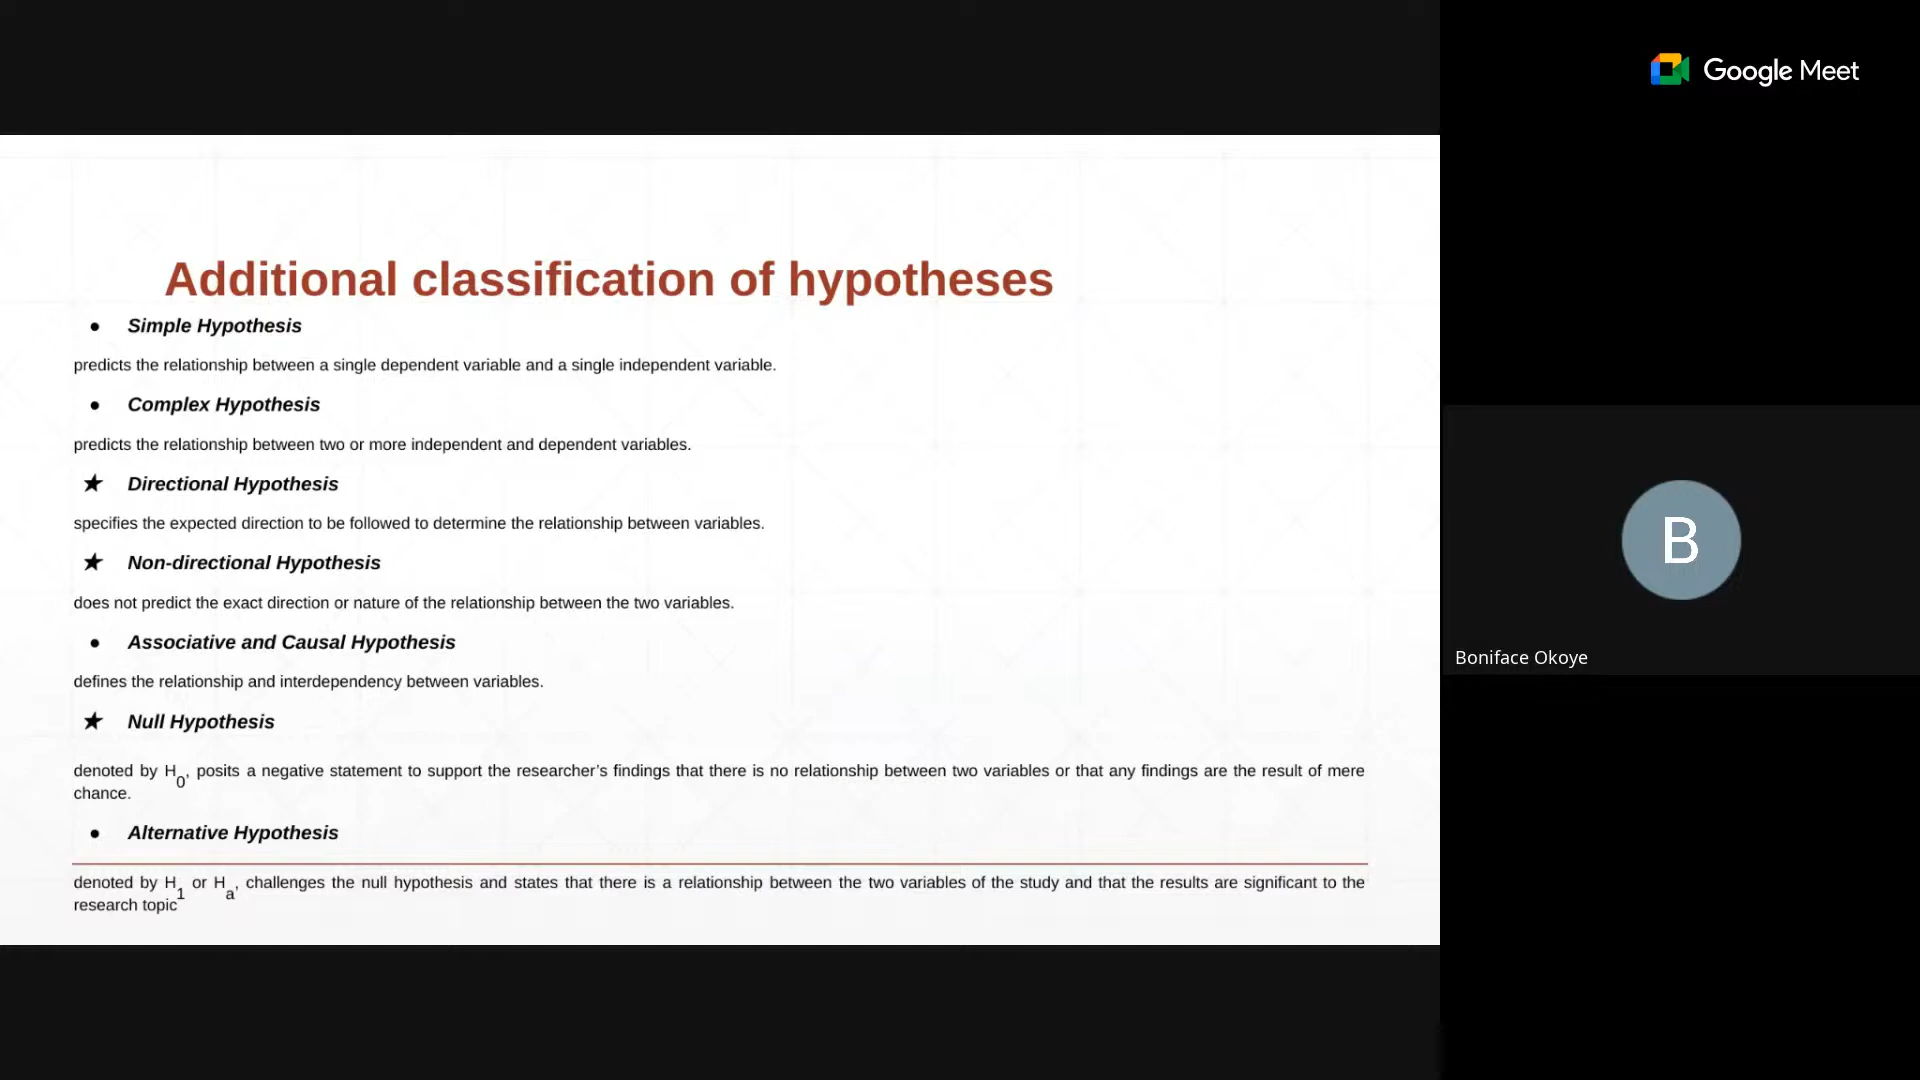 Google Meet
Additional classification of hypotheses
● Simple Hypothesis
predicts the relationship between a single dependent variable and a single independent variable.
● Complex Hypothesis
predicts the relationship between two or more independent and dependent variables.
★ Directional Hypothesis
specifies the expected direction to be followed to determine the relationship between variables.
★ Non-directional Hypothesis
does not predict the exact direction or nature of the relationship between the two variables.
● Associative and Causal Hypothesis
defines the relationship and interdependency between variables.
★ Null Hypothesis
denoted by H0, posits a negative statement to support the researcher’s findings that there is no relationship between two variables or that any findings are the result of mere
chance.
● Alternative Hypothesis
denoted by H1 or Ha, challenges the null hypothesis and states that there is a relationship between the two variables of the study and that the results are significant to the
research topic
B
Boniface Okoye